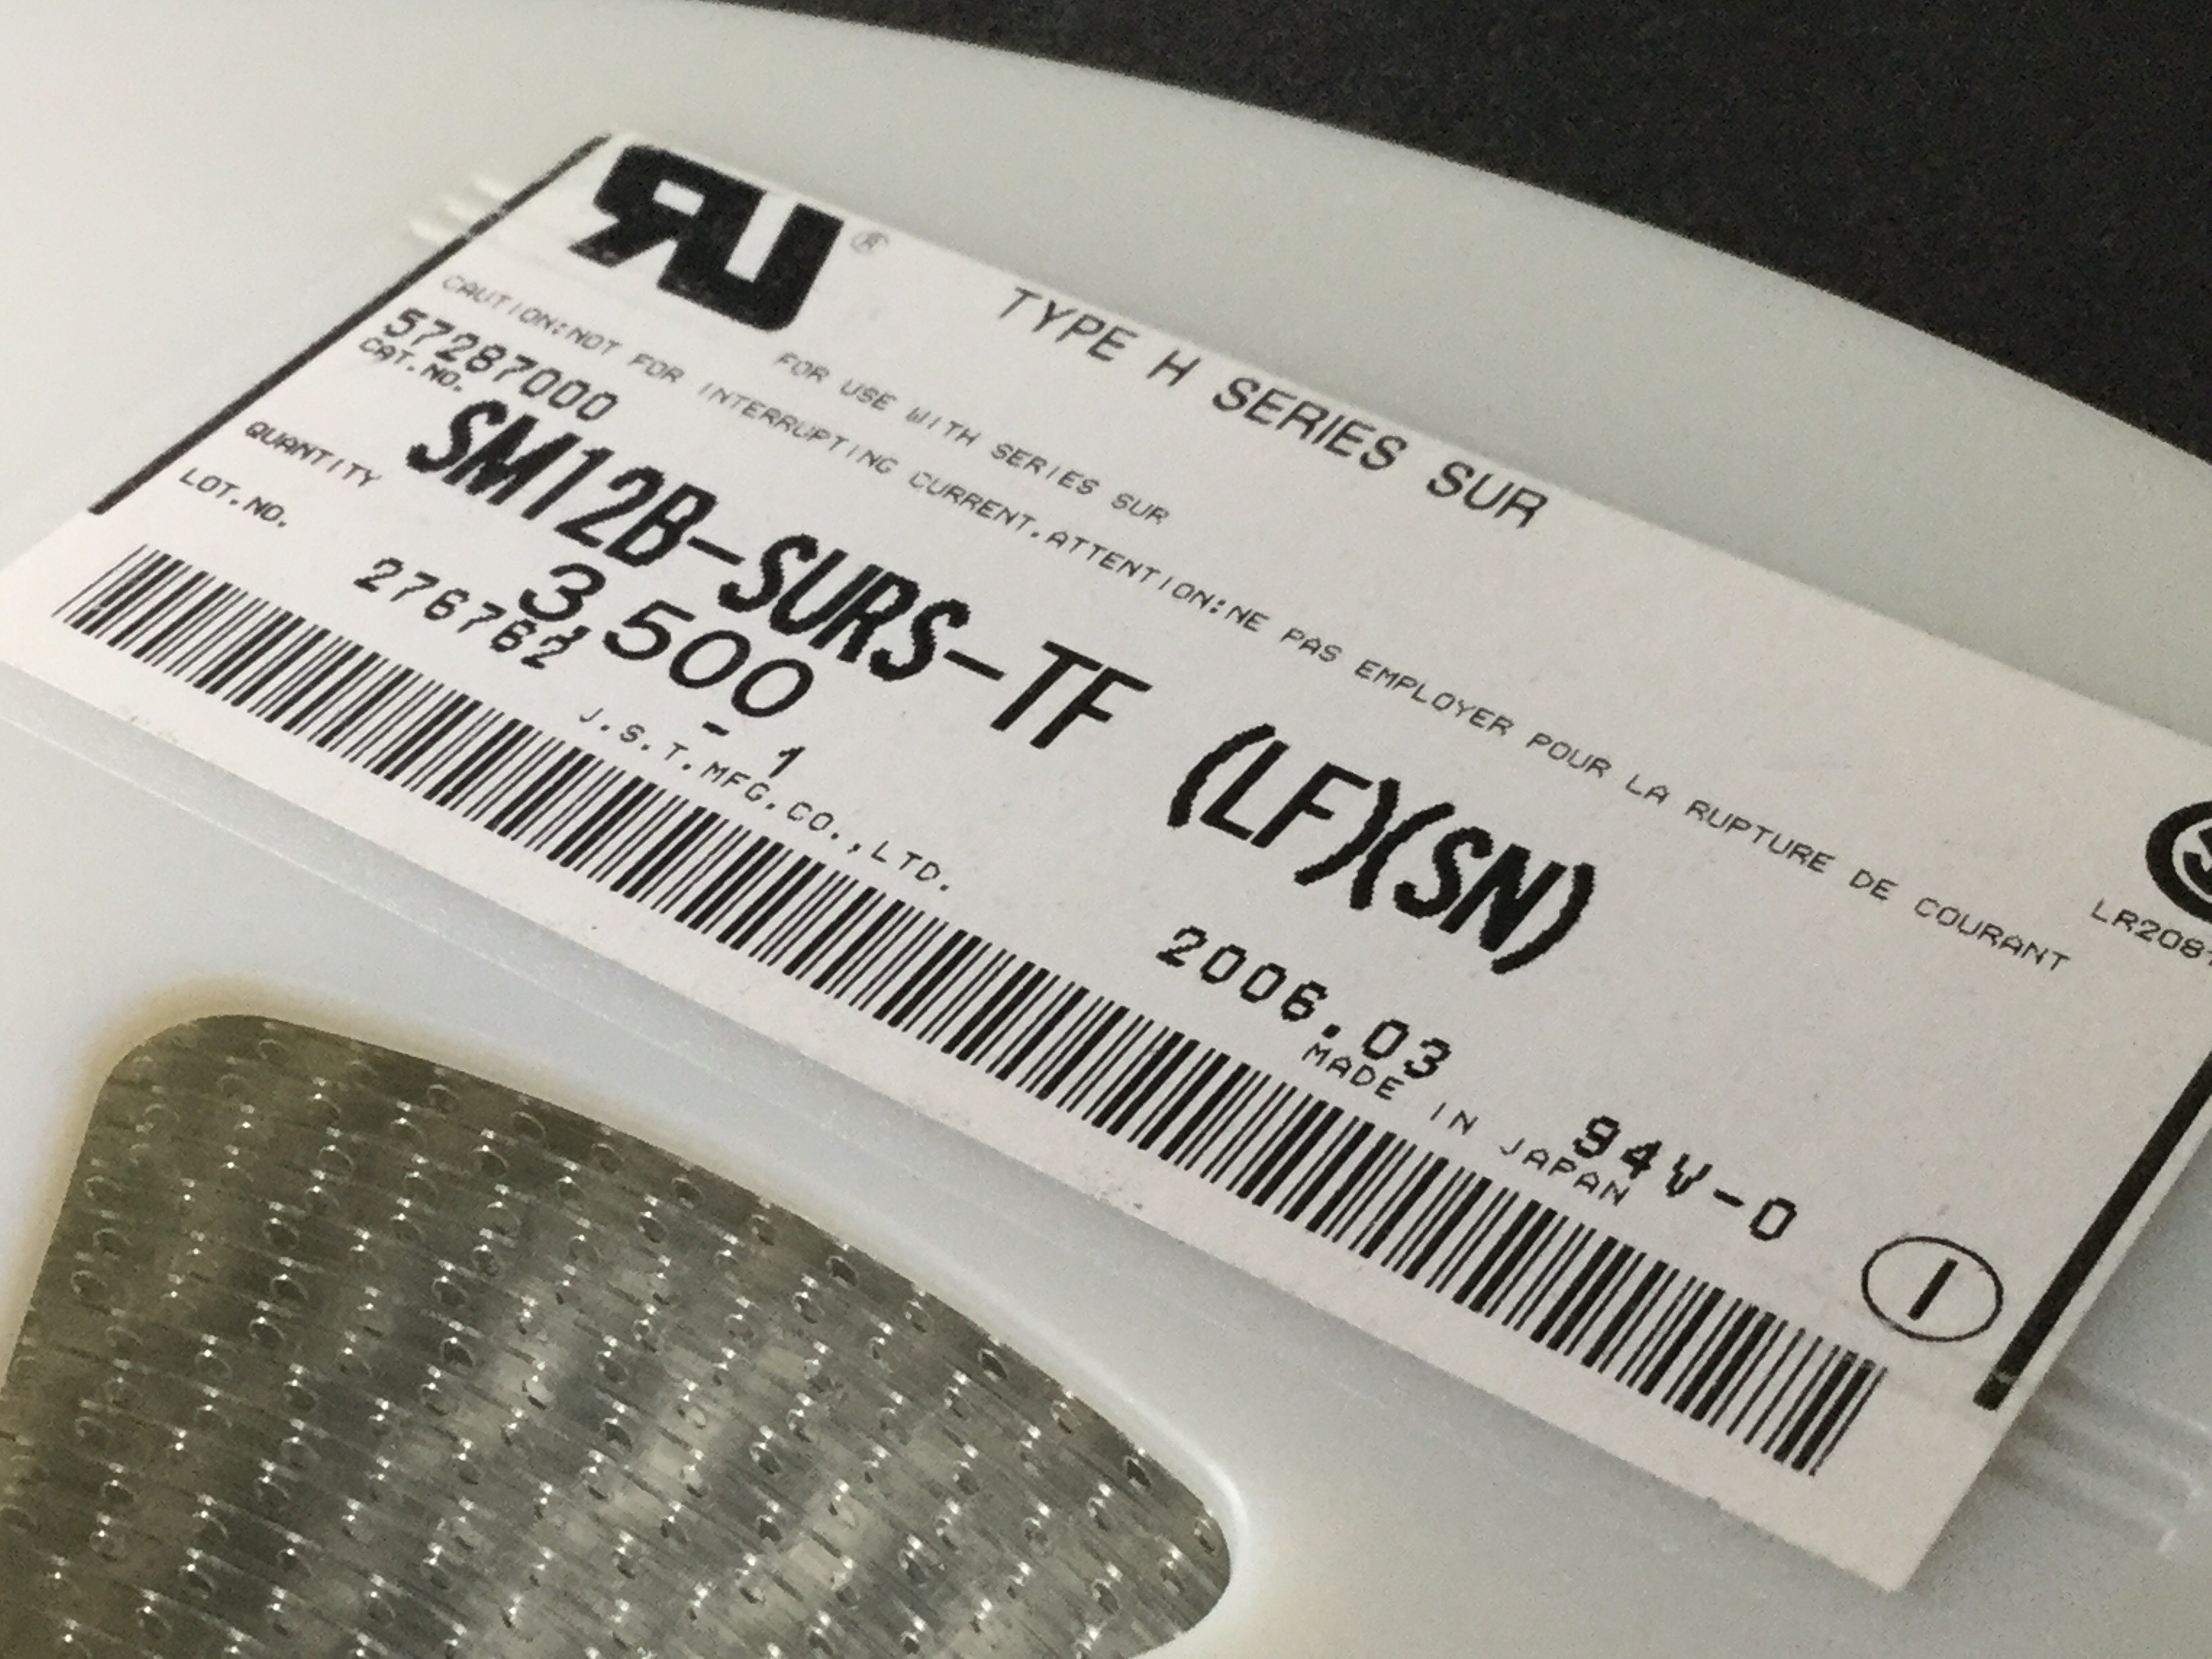 RU®
TYPE H SERIES SUR
FOR USE WITH SERIES SUR
CAUTION:NOT FOR INTERRUPTING CURRENT.ATTENTION:NE PAS EMPLOYER POUR LA RUPTURE DE COURANT
57287000
CAT.NO. SM12B-SURS-TF (LF)(SN)
QUANTITY 3,500
LOT.NO. 276762 - 1 2006.03 94V-0
J.S.T.MFG.CO.,LTD. MADE IN JAPAN
I